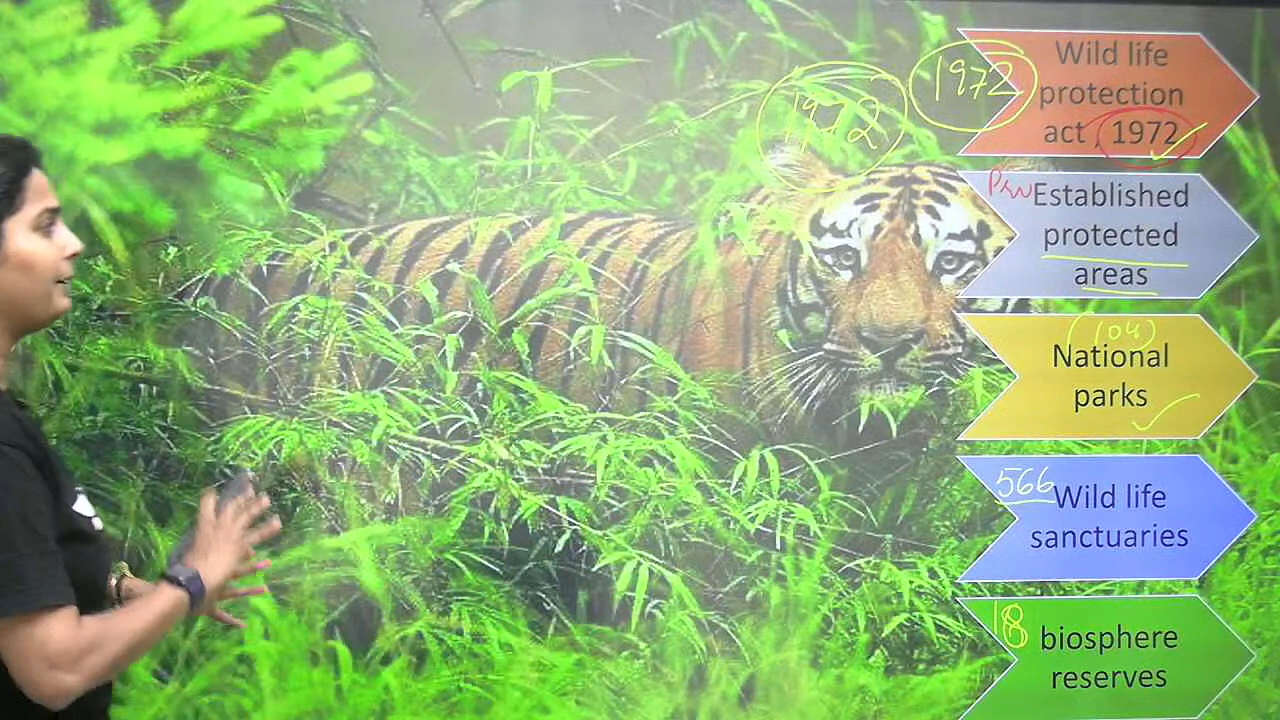 1972
1972
Wild life
protection
act , 1972
Established
protected
areas
(104)
National
parks
566
Wild life
sanctuaries
18
biosphere
reserves